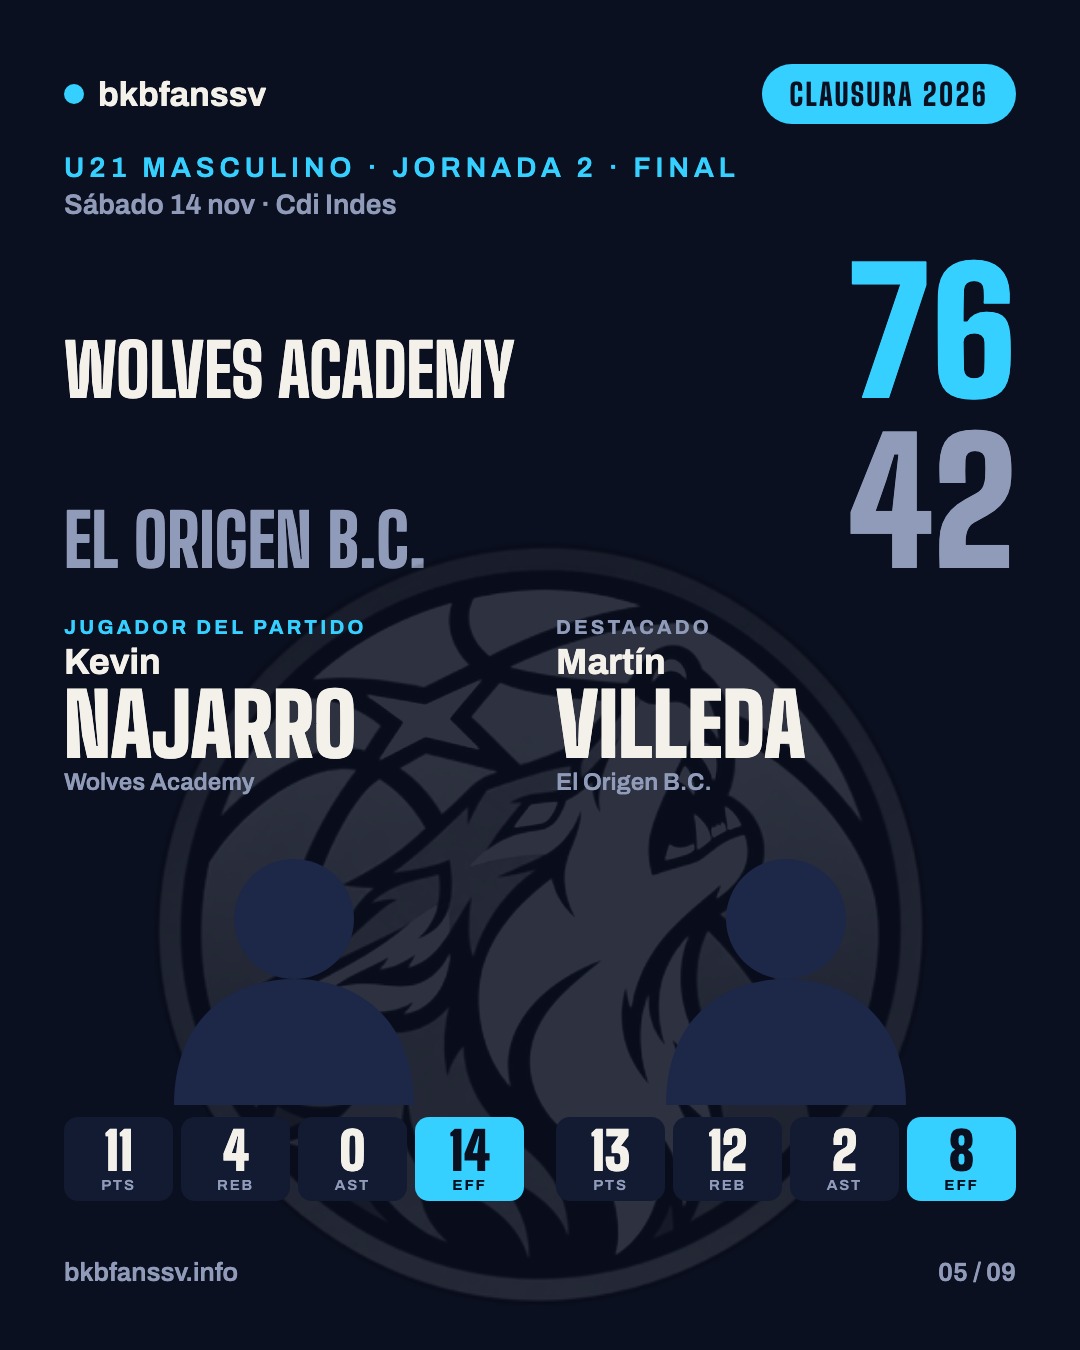 bkbfanssv
CLAUSURA 2026
U21 MASCULINO · JORNADA 2 · FINAL
Sábado 14 nov · Cdi Indes
WOLVES ACADEMY 76
EL ORIGEN B.C. 42
JUGADOR DEL PARTIDO
Kevin
NAJARRO
Wolves Academy
DESTACADO
Martín
VILLEDA
El Origen B.C.
11 4 0 14
PTS REB AST EFF
13 12 2 8
PTS REB AST EFF
bkbfanssv.info
05 / 09